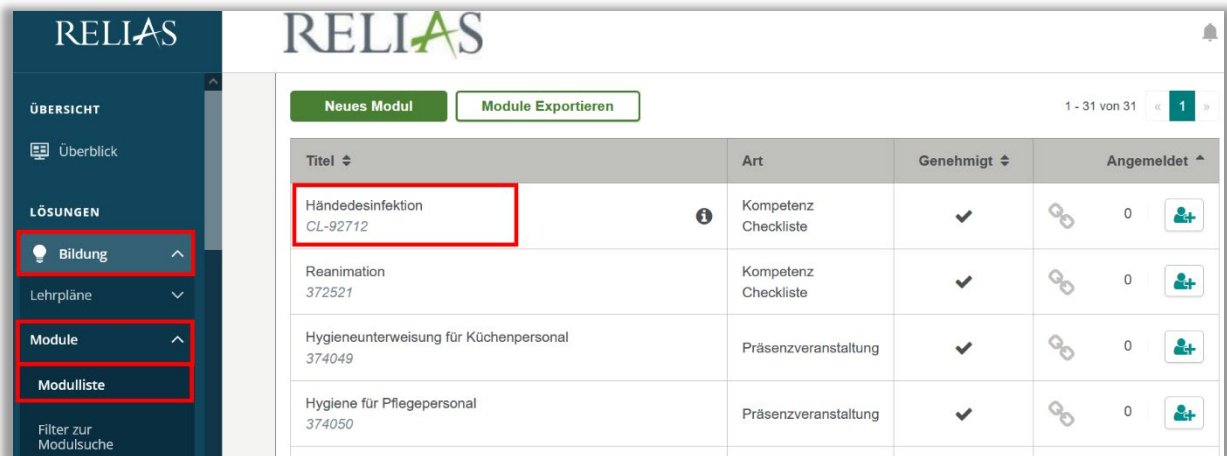 RELIAS
RELIAS
ÜBERSICHT
Überblick
LÖSUNGEN
Bildung
Lehrpläne
Module
Modulliste
Filter zur
Modulsuche
Neues Modul
Module Exportieren
1 - 31 von 31 « 1 »
Titel Art Genehmigt Angemeldet
Händedesinfektion
CL-92712
Kompetenz
Checkliste
0
Reanimation
372521
Kompetenz
Checkliste
0
Hygieneunterweisung für Küchenpersonal
374049
Präsenzveranstaltung
0
Hygiene für Pflegepersonal
374050
Präsenzveranstaltung
0